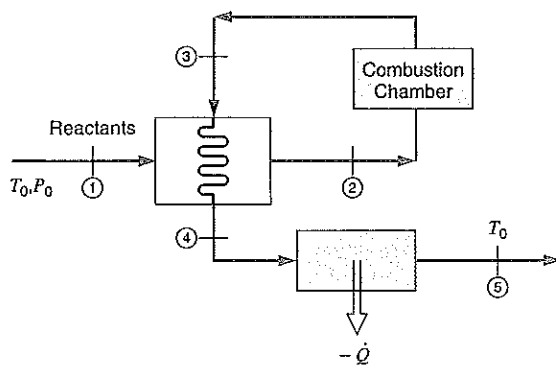 3
Combustion
Chamber
Reactants
T₀,P₀
1
2
4
T₀
5
− Q̇